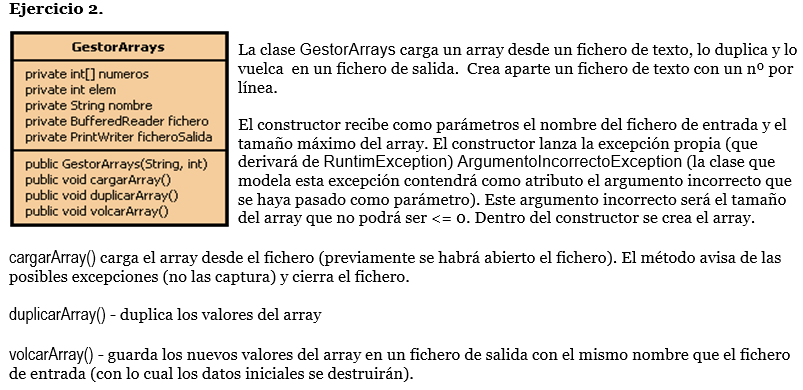 Ejercicio 2.
GestorArrays
private int[] numeros
private int elem
private String nombre
private BufferedReader fichero
private PrintWriter ficheroSalida
public GestorArrays(String, int)
public void cargarArray()
public void duplicarArray()
public void volcarArray()
La clase GestorArrays carga un array desde un fichero de texto, lo duplica y lo
vuelca en un fichero de salida. Crea aparte un fichero de texto con un nº por
línea.
El constructor recibe como parámetros el nombre del fichero de entrada y el
tamaño máximo del array. El constructor lanza la excepción propia (que
derivará de RuntimException) ArgumentoIncorrectoException (la clase que
modela esta excepción contendrá como atributo el argumento incorrecto que
se haya pasado como parámetro). Este argumento incorrecto será el tamaño
del array que no podrá ser <= 0. Dentro del constructor se crea el array.
cargarArray() carga el array desde el fichero (previamente se habrá abierto el fichero). El método avisa de las
posibles excepciones (no las captura) y cierra el fichero.
duplicarArray() - duplica los valores del array
volcarArray() - guarda los nuevos valores del array en un fichero de salida con el mismo nombre que el fichero
de entrada (con lo cual los datos iniciales se destruirán).